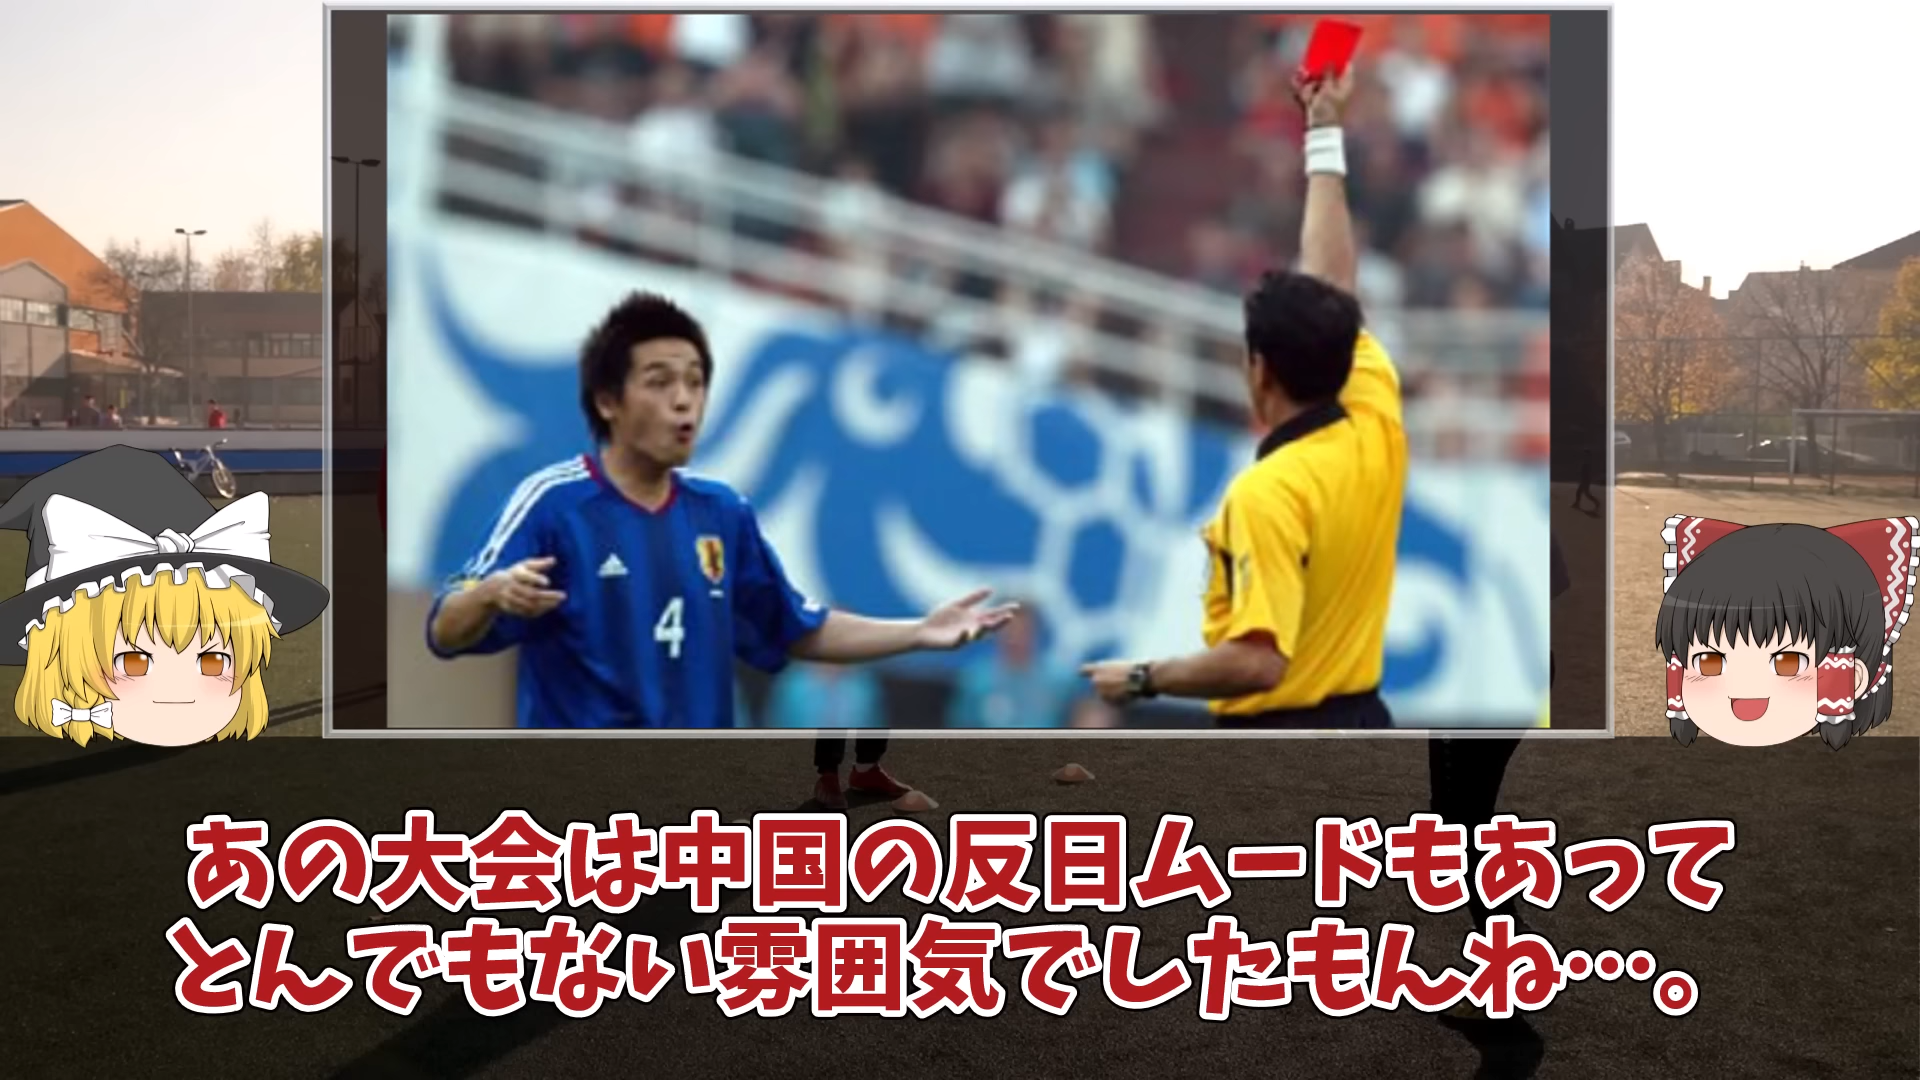 4
あの大会は中国の反日ムードもあって
とんでもない雰囲気でしたもんね…。